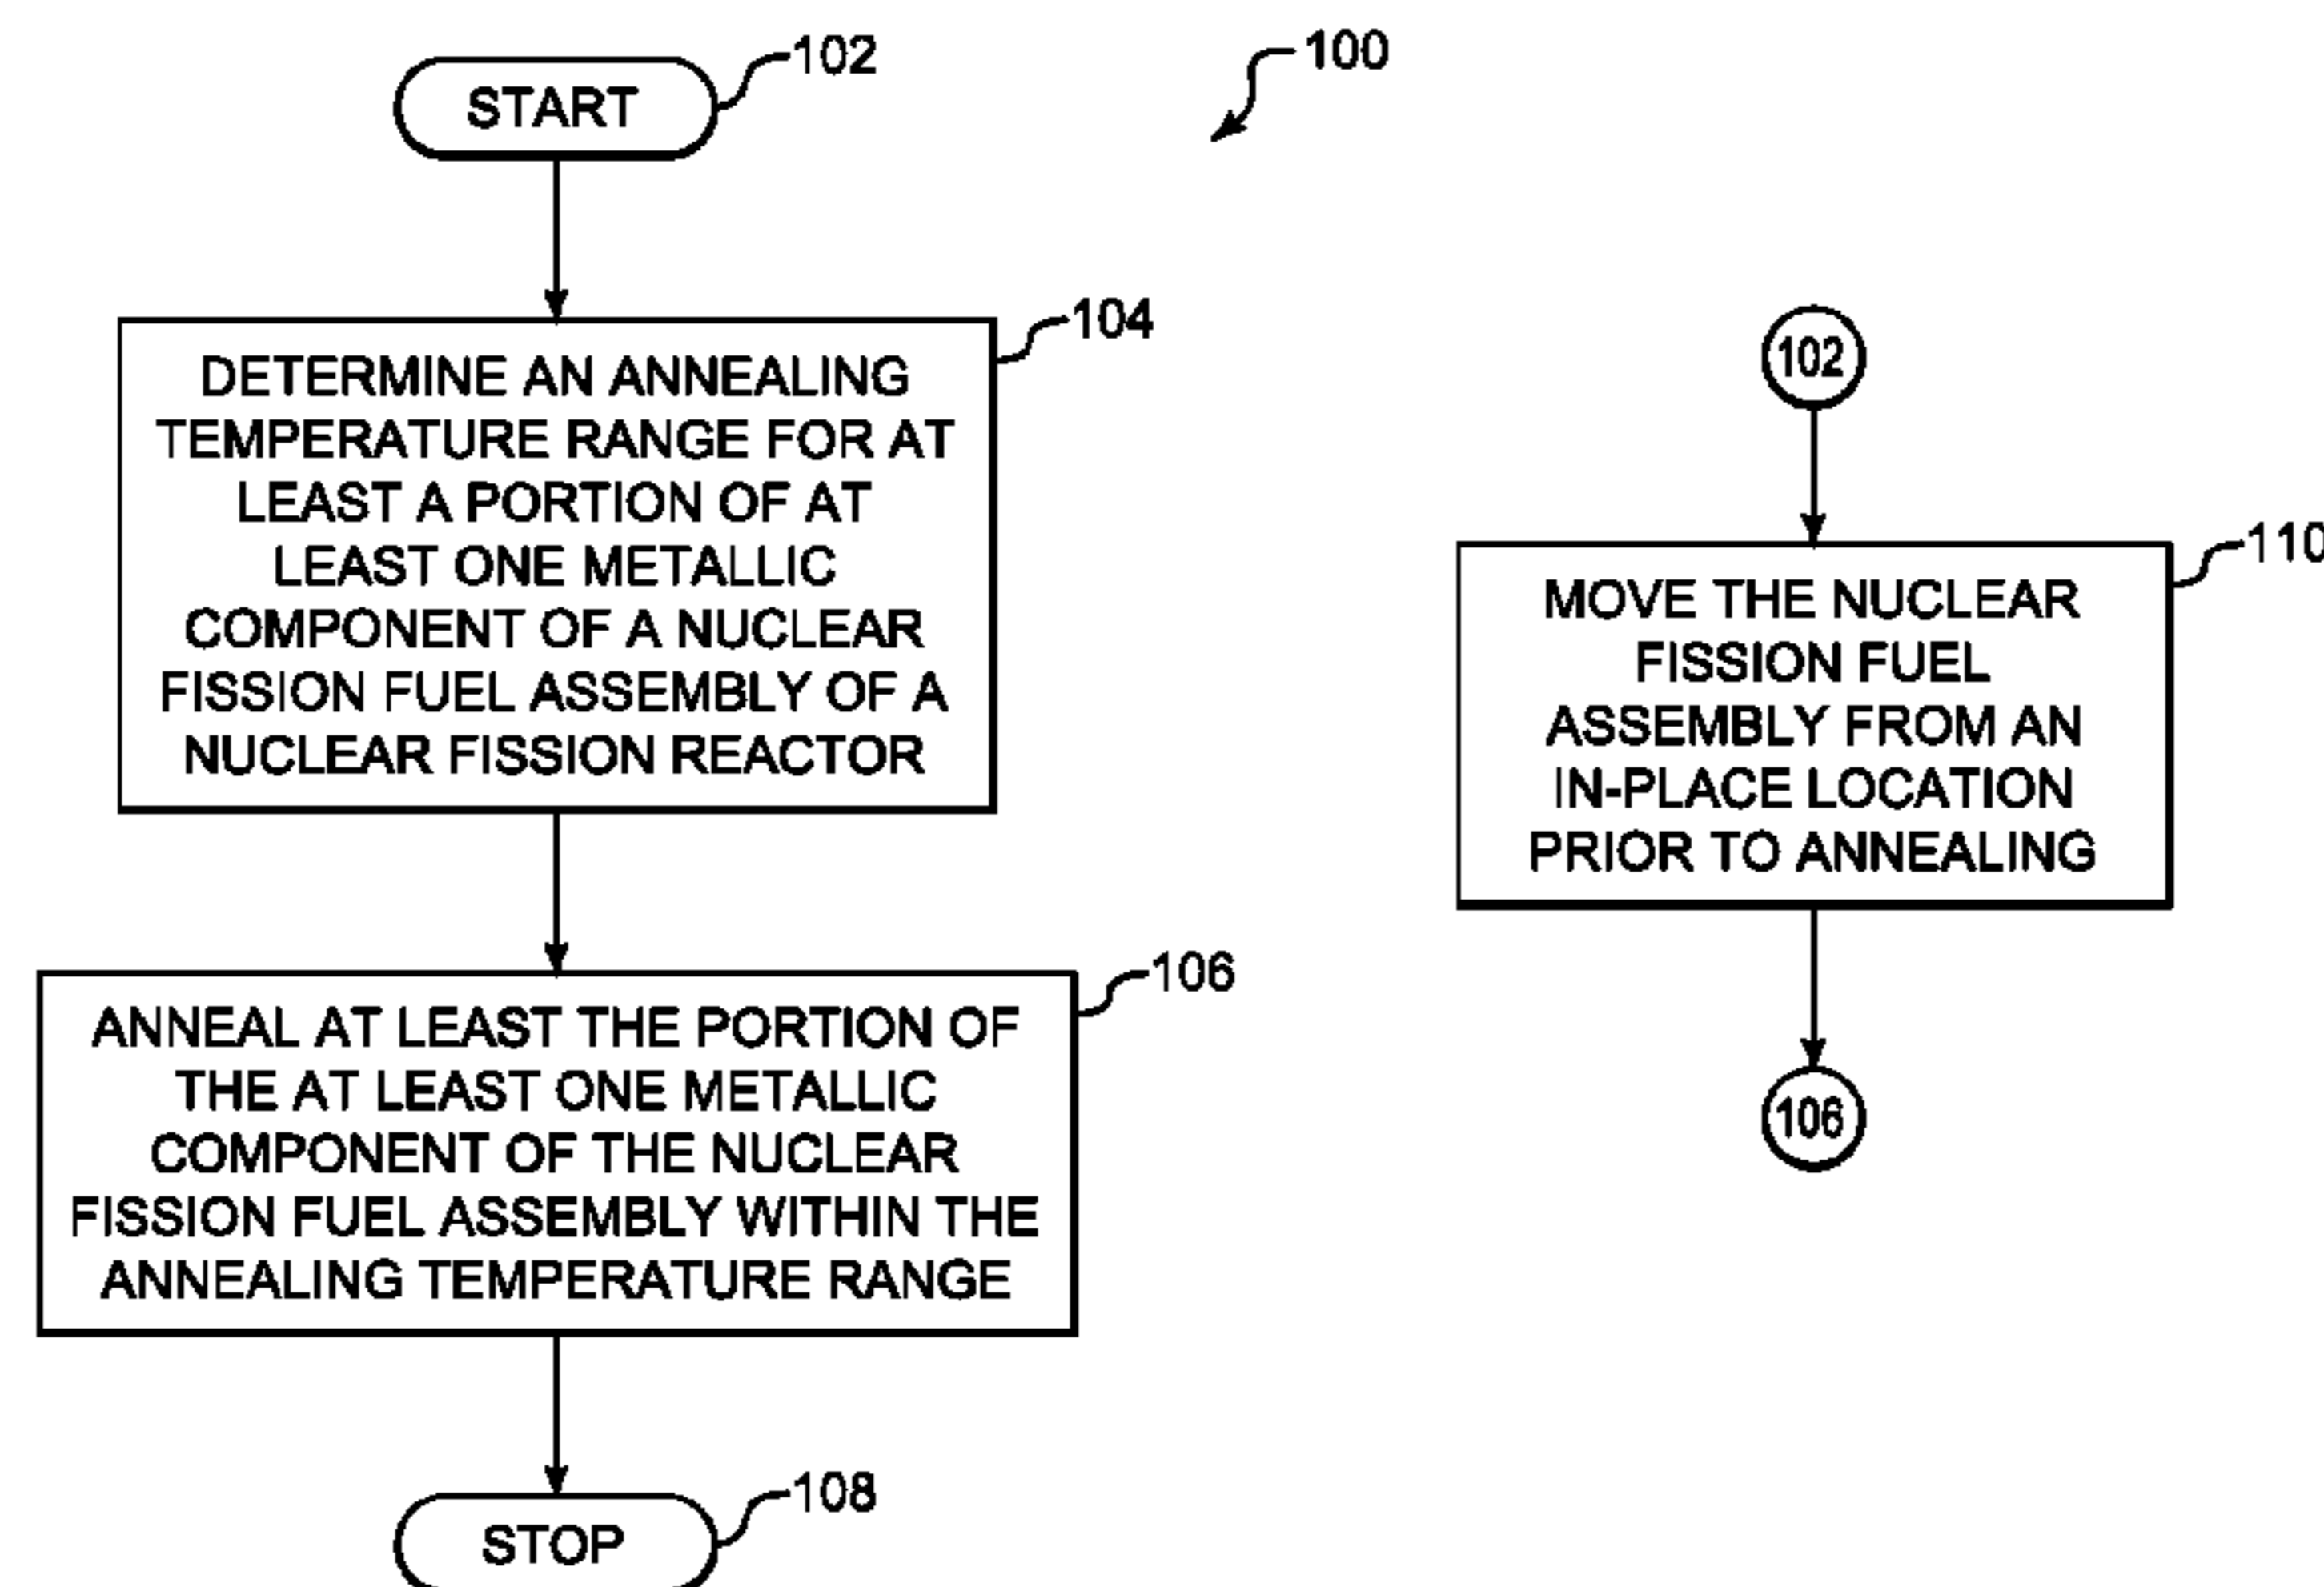 START
102
100
DETERMINE AN ANNEALING
TEMPERATURE RANGE FOR AT
LEAST A PORTION OF AT
LEAST ONE METALLIC
COMPONENT OF A NUCLEAR
FISSION FUEL ASSEMBLY OF A
NUCLEAR FISSION REACTOR
104
ANNEAL AT LEAST THE PORTION OF
THE AT LEAST ONE METALLIC
COMPONENT OF THE NUCLEAR
FISSION FUEL ASSEMBLY WITHIN THE
ANNEALING TEMPERATURE RANGE
106
STOP
108
102
MOVE THE NUCLEAR
FISSION FUEL
ASSEMBLY FROM AN
IN-PLACE LOCATION
PRIOR TO ANNEALING
110
106